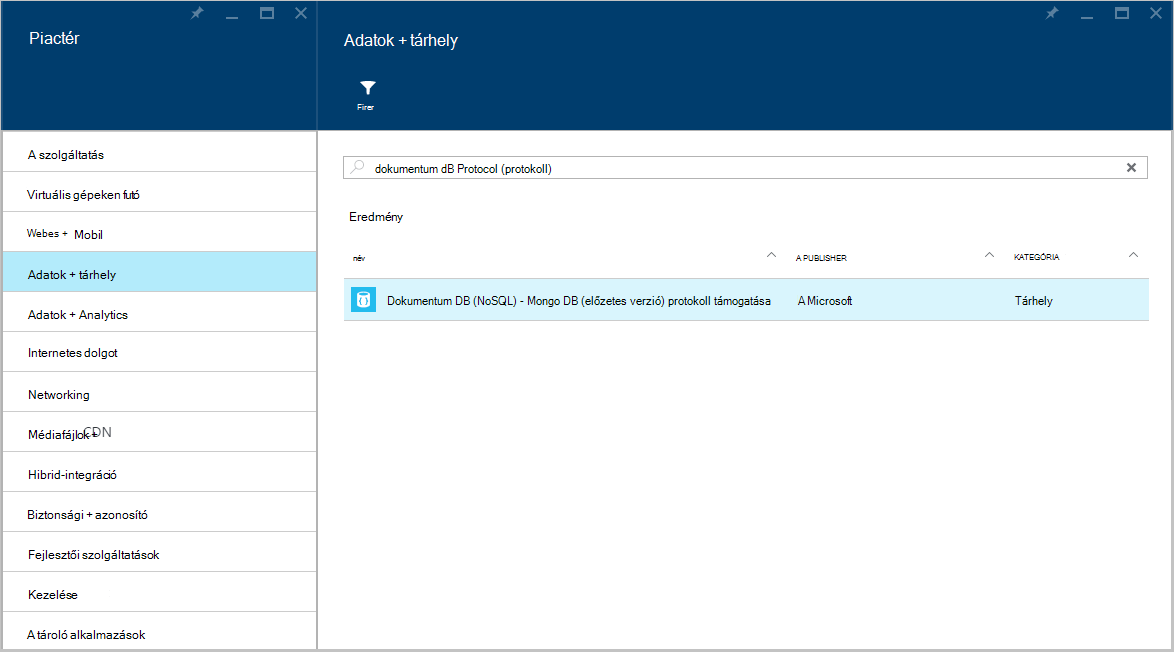 Piactér
A szolgáltatás
Virtuális gépeken futó
Webes + Mobil
Adatok + tárhely
Adatok + Analytics
Internetes dolgot
Networking
Médiafájlok + CDN
Hibrid-integráció
Biztonsági + azonosító
Fejlesztői szolgáltatások
Kezelése
A tároló alkalmazások
Adatok + tárhely
Firer
dokumentum dB Protocol (protokoll)
Eredmény
név A PUBLISHER KATEGÓRIA
Dokumentum DB (NoSQL) - Mongo DB (előzetes verzió) protokoll támogatása A Microsoft Tárhely